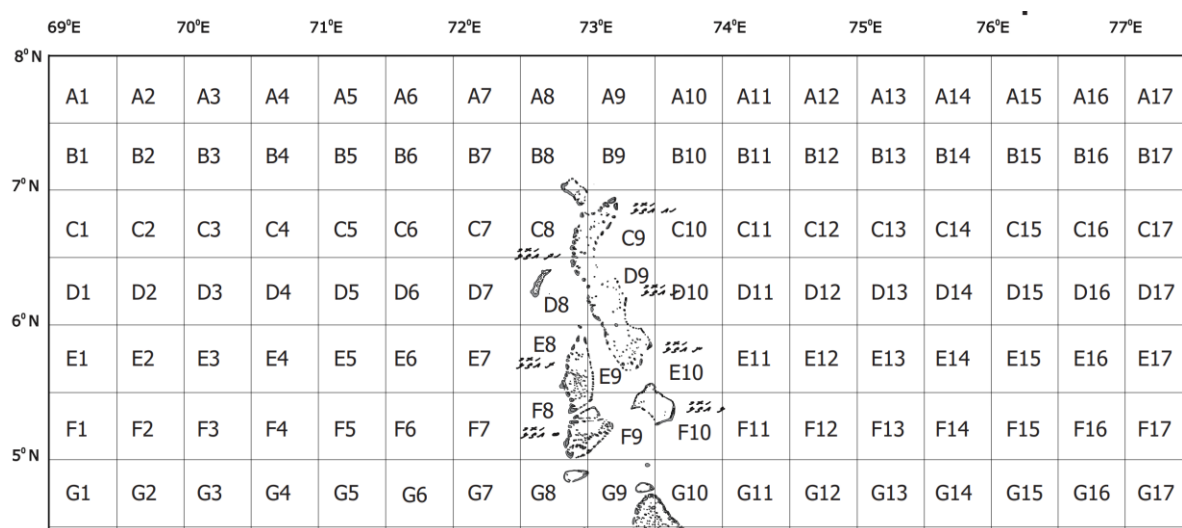 69°E 70°E 71°E 72°E 73°E 74°E 75°E 76°E 77°E
8°N
A1 A2 A3 A4 A5 A6 A7 A8 A9 A10 A11 A12 A13 A14 A15 A16 A17
B1 B2 B3 B4 B5 B6 B7 B8 B9 B10 B11 B12 B13 B14 B15 B16 B17
7°N
C1 C2 C3 C4 C5 C6 C7 C8 C9 C10 C11 C12 C13 C14 C15 C16 C17
D1 D2 D3 D4 D5 D6 D7 D8 D9 D10 D11 D12 D13 D14 D15 D16 D17
6°N
E1 E2 E3 E4 E5 E6 E7 E8 E9 E10 E11 E12 E13 E14 E15 E16 E17
F1 F2 F3 F4 F5 F6 F7 F8 F9 F10 F11 F12 F13 F14 F15 F16 F17
5°N
G1 G2 G3 G4 G5 G6 G7 G8 G9 G10 G11 G12 G13 G14 G15 G16 G17